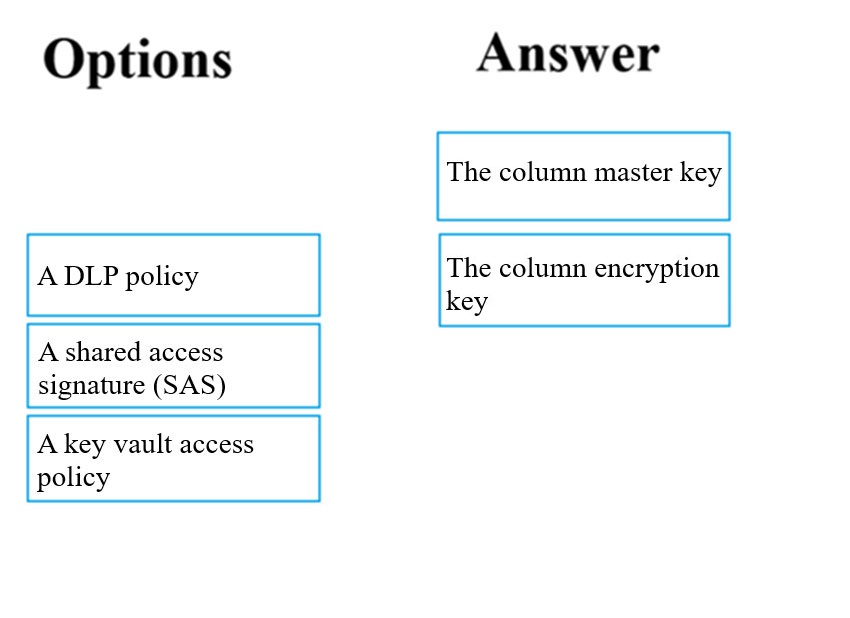 Options
Answer
The column master key
The column encryption
key
A DLP policy
A shared access
signature (SAS)
A key vault access
policy